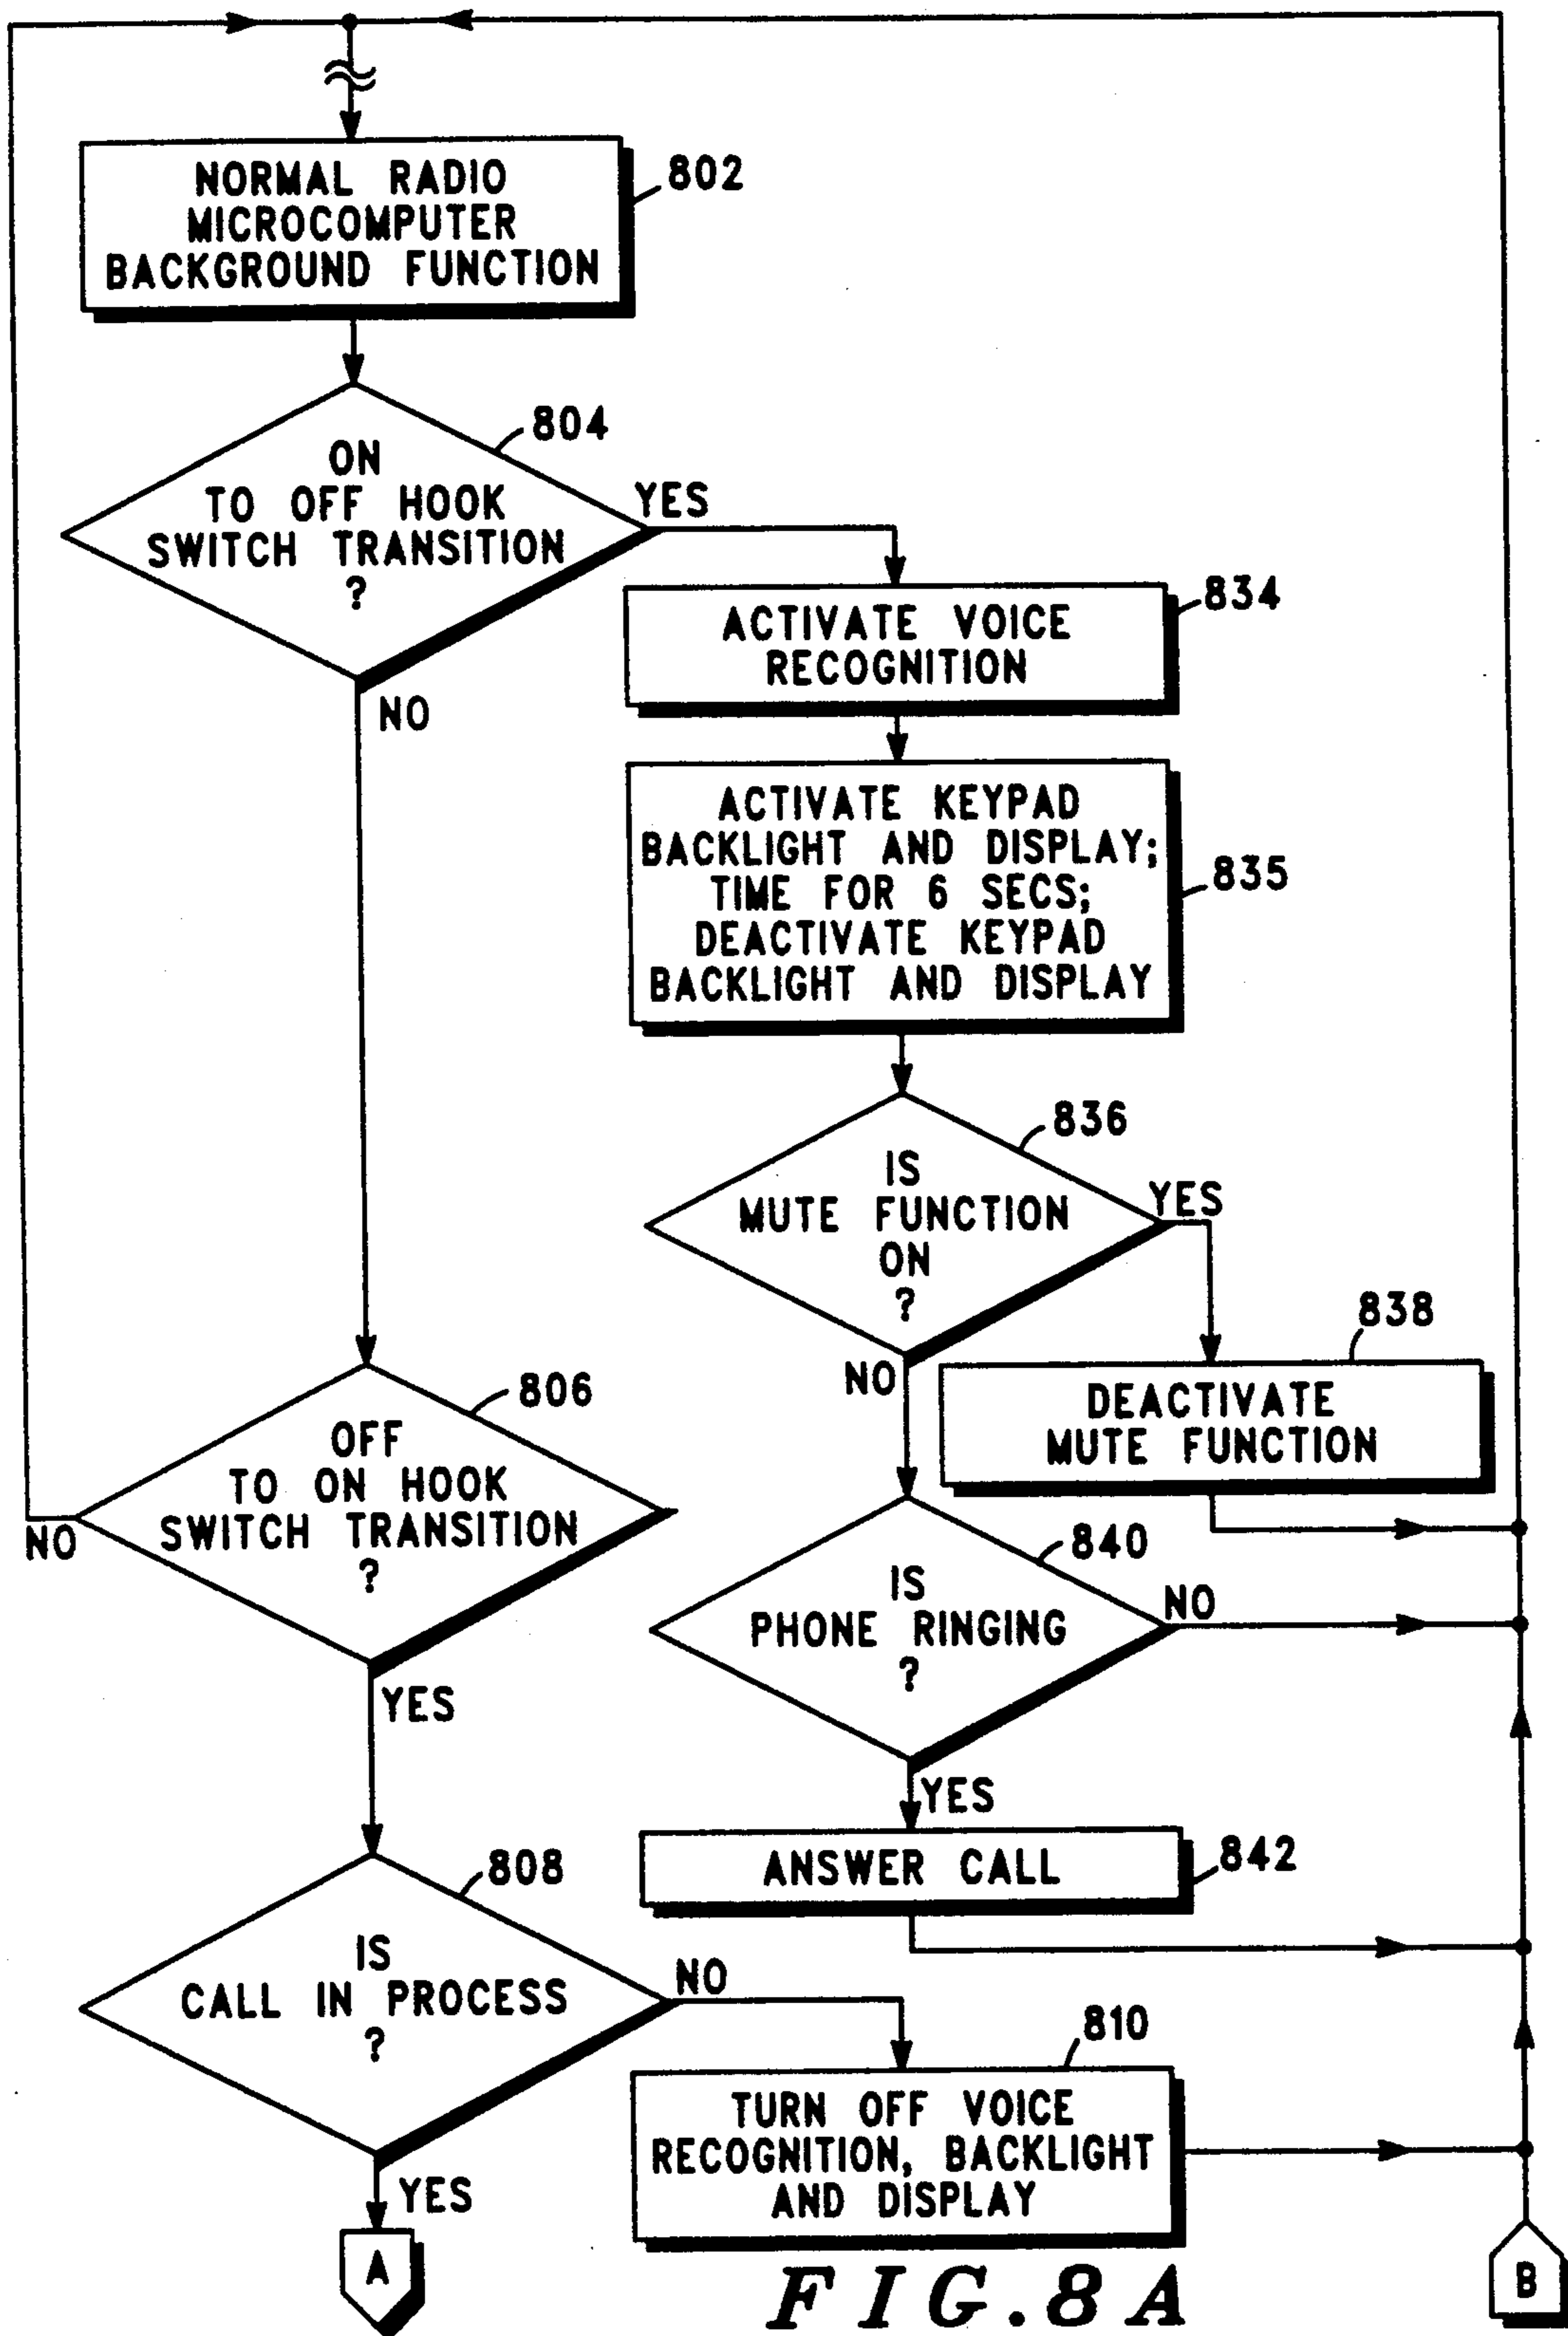 NORMAL RADIO
MICROCOMPUTER
BACKGROUND FUNCTION
802
ON
TO OFF HOOK
SWITCH TRANSITION
?
804
YES
NO
ACTIVATE VOICE
RECOGNITION
834
ACTIVATE KEYPAD
BACKLIGHT AND DISPLAY;
TIME FOR 6 SECS;
DEACTIVATE KEYPAD
BACKLIGHT AND DISPLAY
835
IS
MUTE FUNCTION
ON
?
836
YES
NO
838
DEACTIVATE
MUTE FUNCTION
OFF
TO ON HOOK
SWITCH TRANSITION
?
806
NO
YES
IS
PHONE RINGING
?
840
NO
YES
ANSWER CALL
842
IS
CALL IN PROCESS
?
808
NO
YES
810
TURN OFF VOICE
RECOGNITION, BACKLIGHT
AND DISPLAY
A
B
FIG.8A